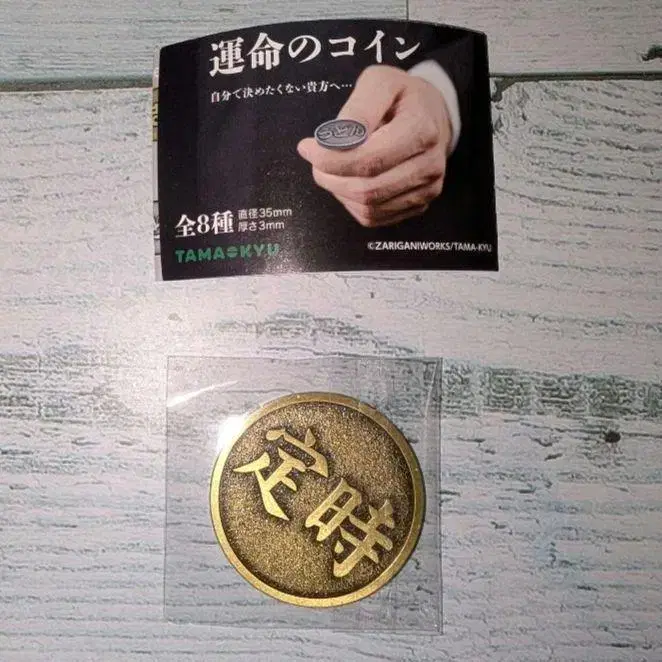 運命のコイン
自分で決めたくない貴方へ…
うどん
全8種 直径35mm
厚さ3mm
TAMA-KYU
©ZARIGANIWORKS/TAMA-KYU
定時